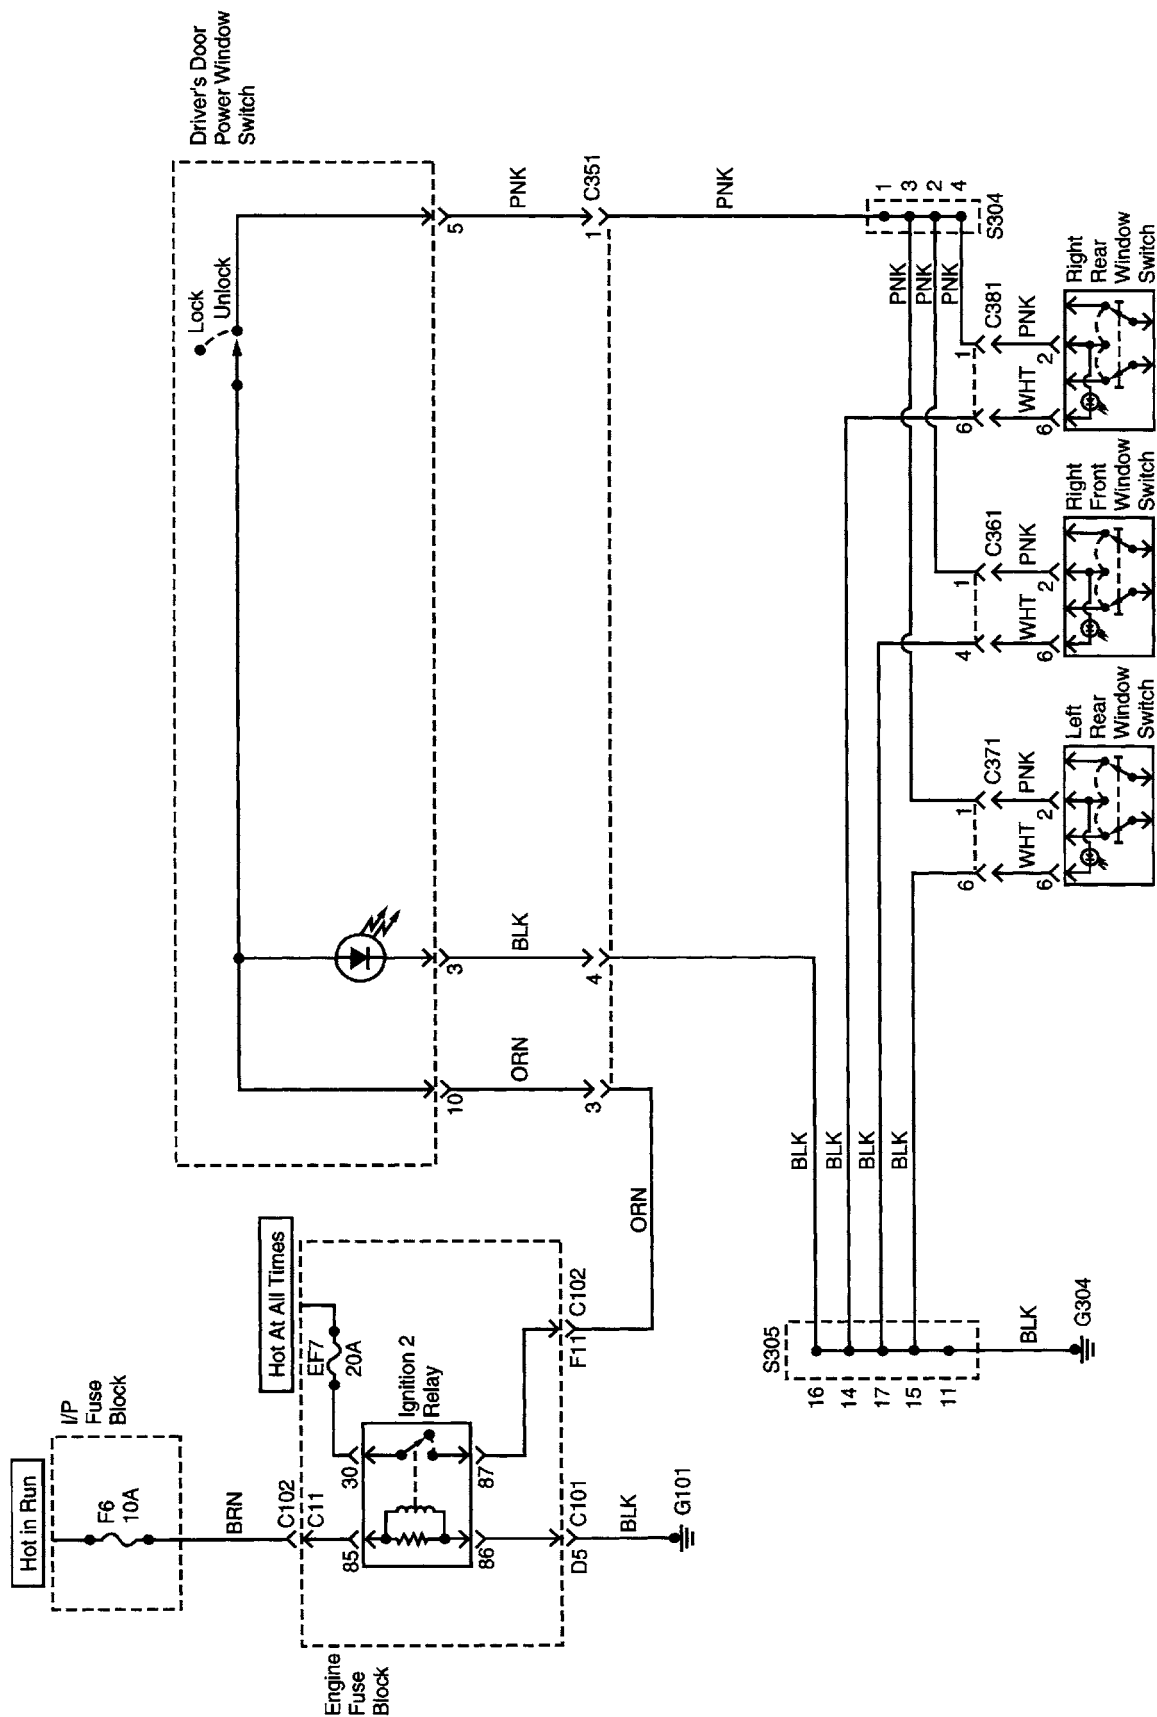 Hot in Run
I/P
Fuse
Block
F6
10A
BRN
C102
C11
Hot At All Times
EF7
20A
30
85
Ignition 2
Relay
87
86
F11
C102
D5
C101
BLK
G101
Engine
Fuse
Block
ORN
Driver's Door
Power Window
Switch
Lock
Unlock
10
3
5
ORN
BLK
PNK
3
4
1
C351
PNK
1
3
2
4
S304
PNK
PNK
PNK
S305
16
14
17
15
11
BLK
BLK
BLK
BLK
BLK
G304
6
1
C371
WHT
PNK
6
2
Left
Rear
Window
Switch
4
1
C361
WHT
PNK
6
2
Right
Front
Window
Switch
6
1
C381
WHT
PNK
6
2
Right
Rear
Window
Switch